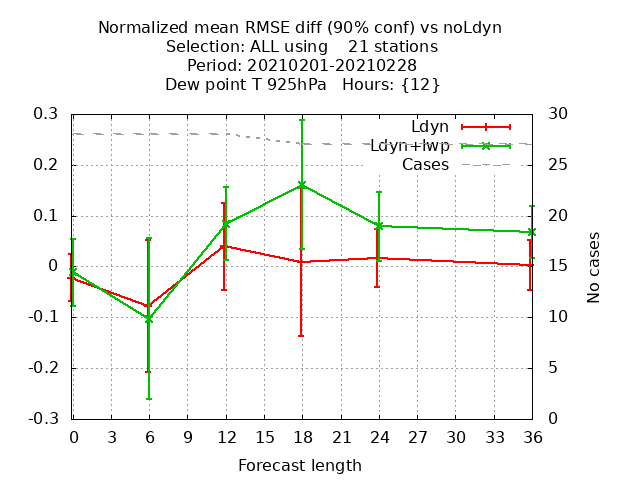 Normalized mean RMSE diff (90% conf) vs noLdyn
Selection: ALL using    21 stations
Period: 20210201-20210228
Dew point T 925hPa   Hours: {12}
0.3
0.2
0.1
0
-0.1
-0.2
-0.3
30
25
20
15
10
5
0
Ldyn
Ldyn+lwp
Cases
No cases
0 3 6 9 12 15 18 21 24 27 30 33 36
Forecast length